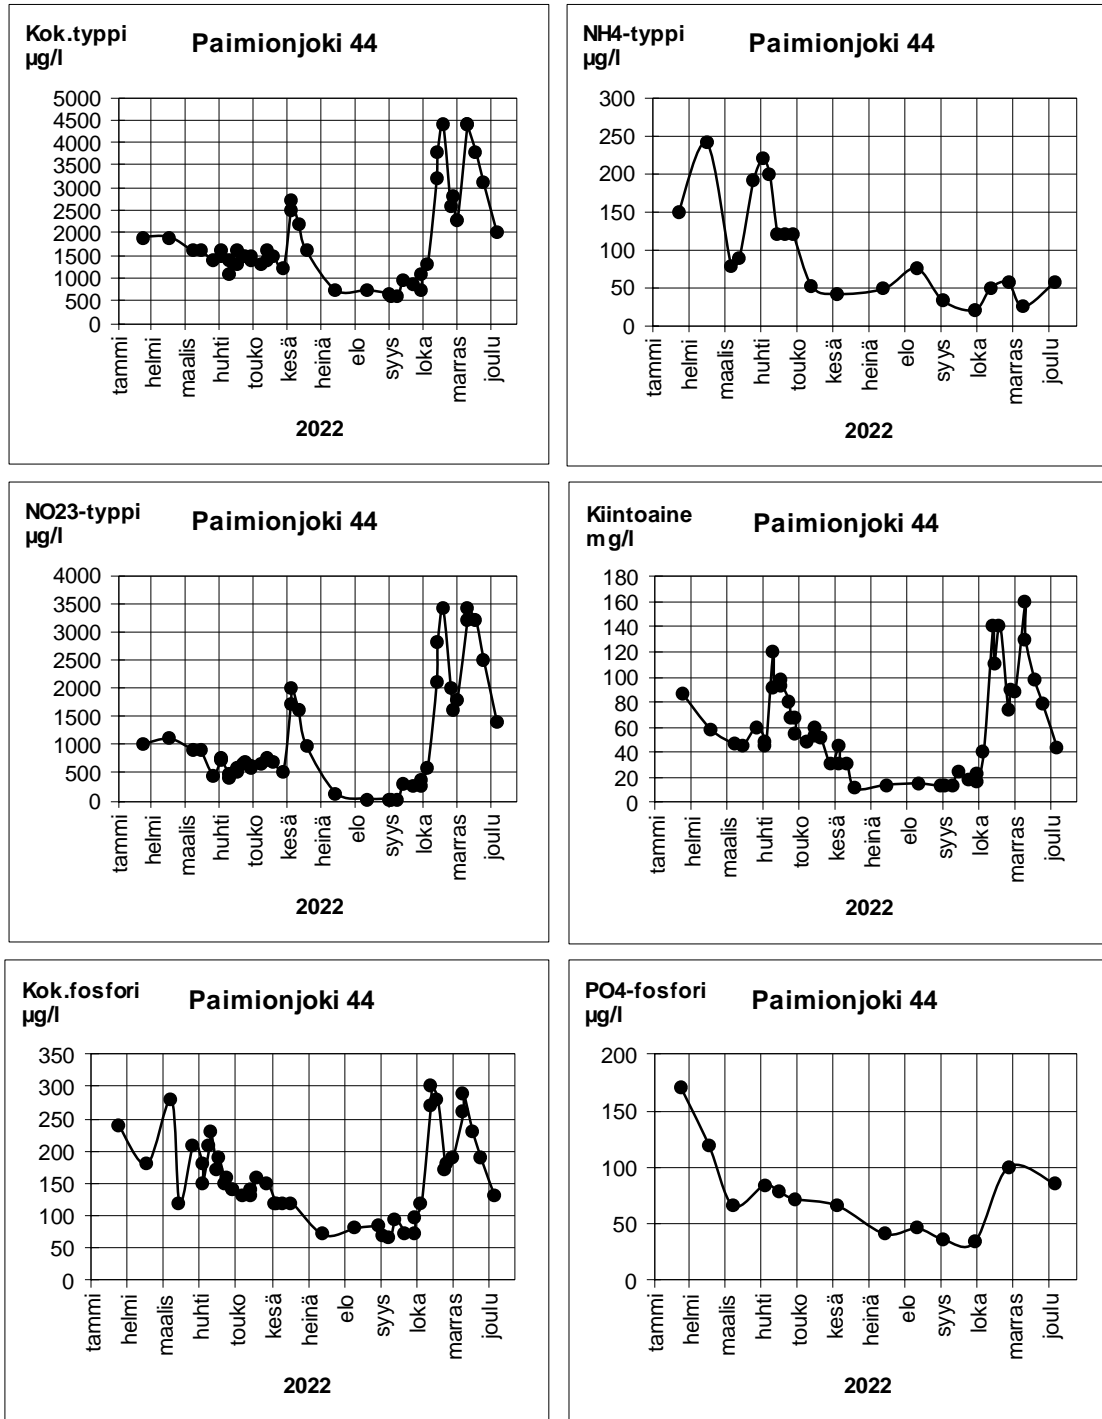 Kok.typpi
µg/l
Paimionjoki 44
5000
4500
4000
3500
3000
2500
2000
1500
1000
500
0
tammi
helmi
maalis
huhti
touko
kesä
heinä
elo
syys
loka
marras
joulu
2022
NH4-typpi
µg/l
Paimionjoki 44
300
250
200
150
100
50
0
tammi
helmi
maalis
huhti
touko
kesä
heinä
elo
syys
loka
marras
joulu
2022
NO23-typpi
µg/l
Paimionjoki 44
4000
3500
3000
2500
2000
1500
1000
500
0
tammi
helmi
maalis
huhti
touko
kesä
heinä
elo
syys
loka
marras
joulu
2022
Kiintoaine
mg/l
Paimionjoki 44
180
160
140
120
100
80
60
40
20
0
tammi
helmi
maalis
huhti
touko
kesä
heinä
elo
syys
loka
marras
joulu
2022
Kok.fosfori
µg/l
Paimionjoki 44
350
300
250
200
150
100
50
0
tammi
helmi
maalis
huhti
touko
kesä
heinä
elo
syys
loka
marras
joulu
2022
PO4-fosfori
µg/l
Paimionjoki 44
200
150
100
50
0
tammi
helmi
maalis
huhti
touko
kesä
heinä
elo
syys
loka
marras
joulu
2022